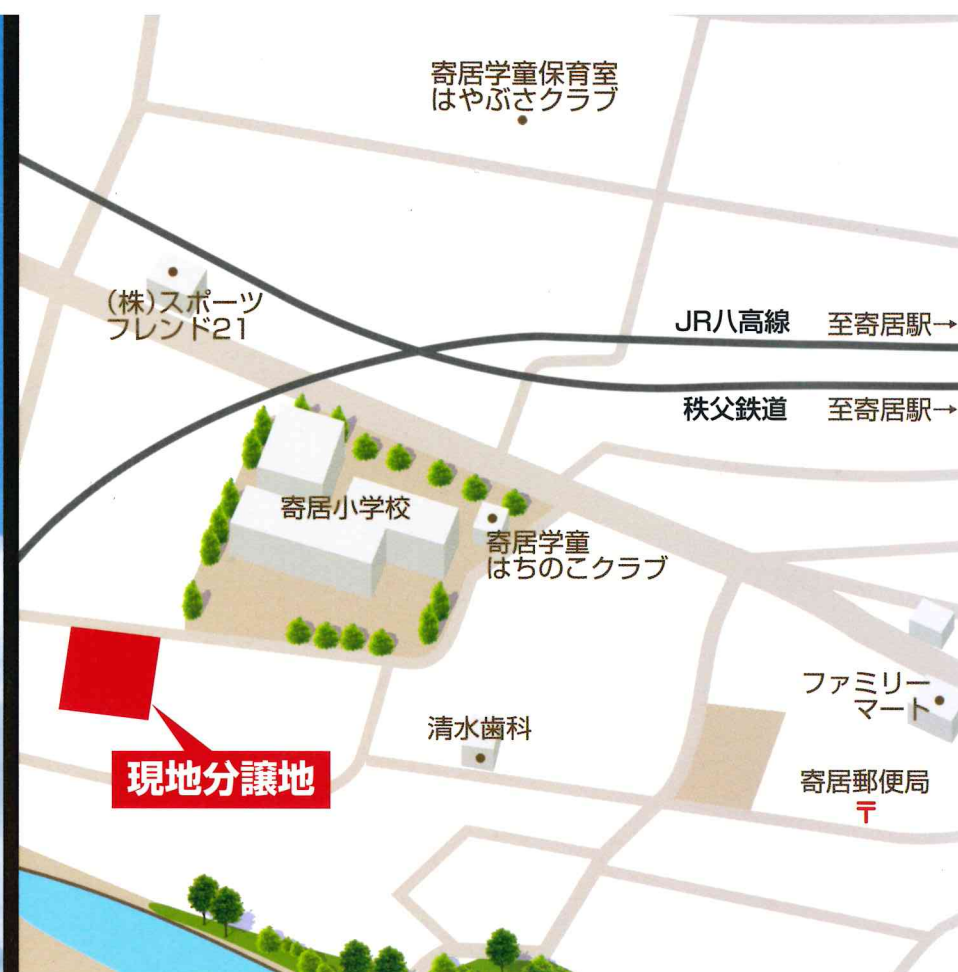 寄居学童保育室
はやぶさクラブ
(株)スポーツ
フレンド21
JR八高線
至寄居駅→
秩父鉄道
至寄居駅→
寄居小学校
寄居学童
はちのこクラブ
ファミリー
マート
清水歯科
現地分譲地
寄居郵便局
〒